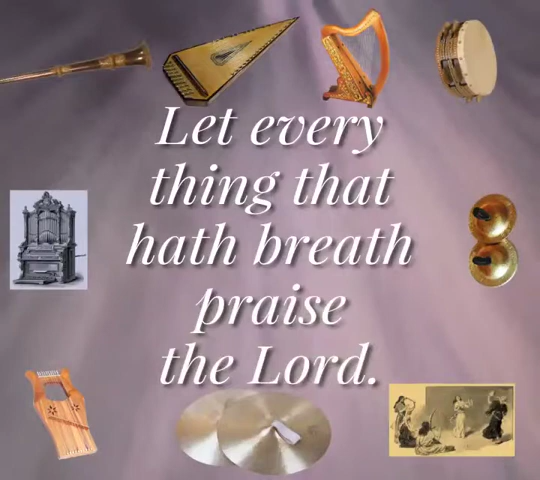 Let every
thing that
hath breath
praise
the Lord.